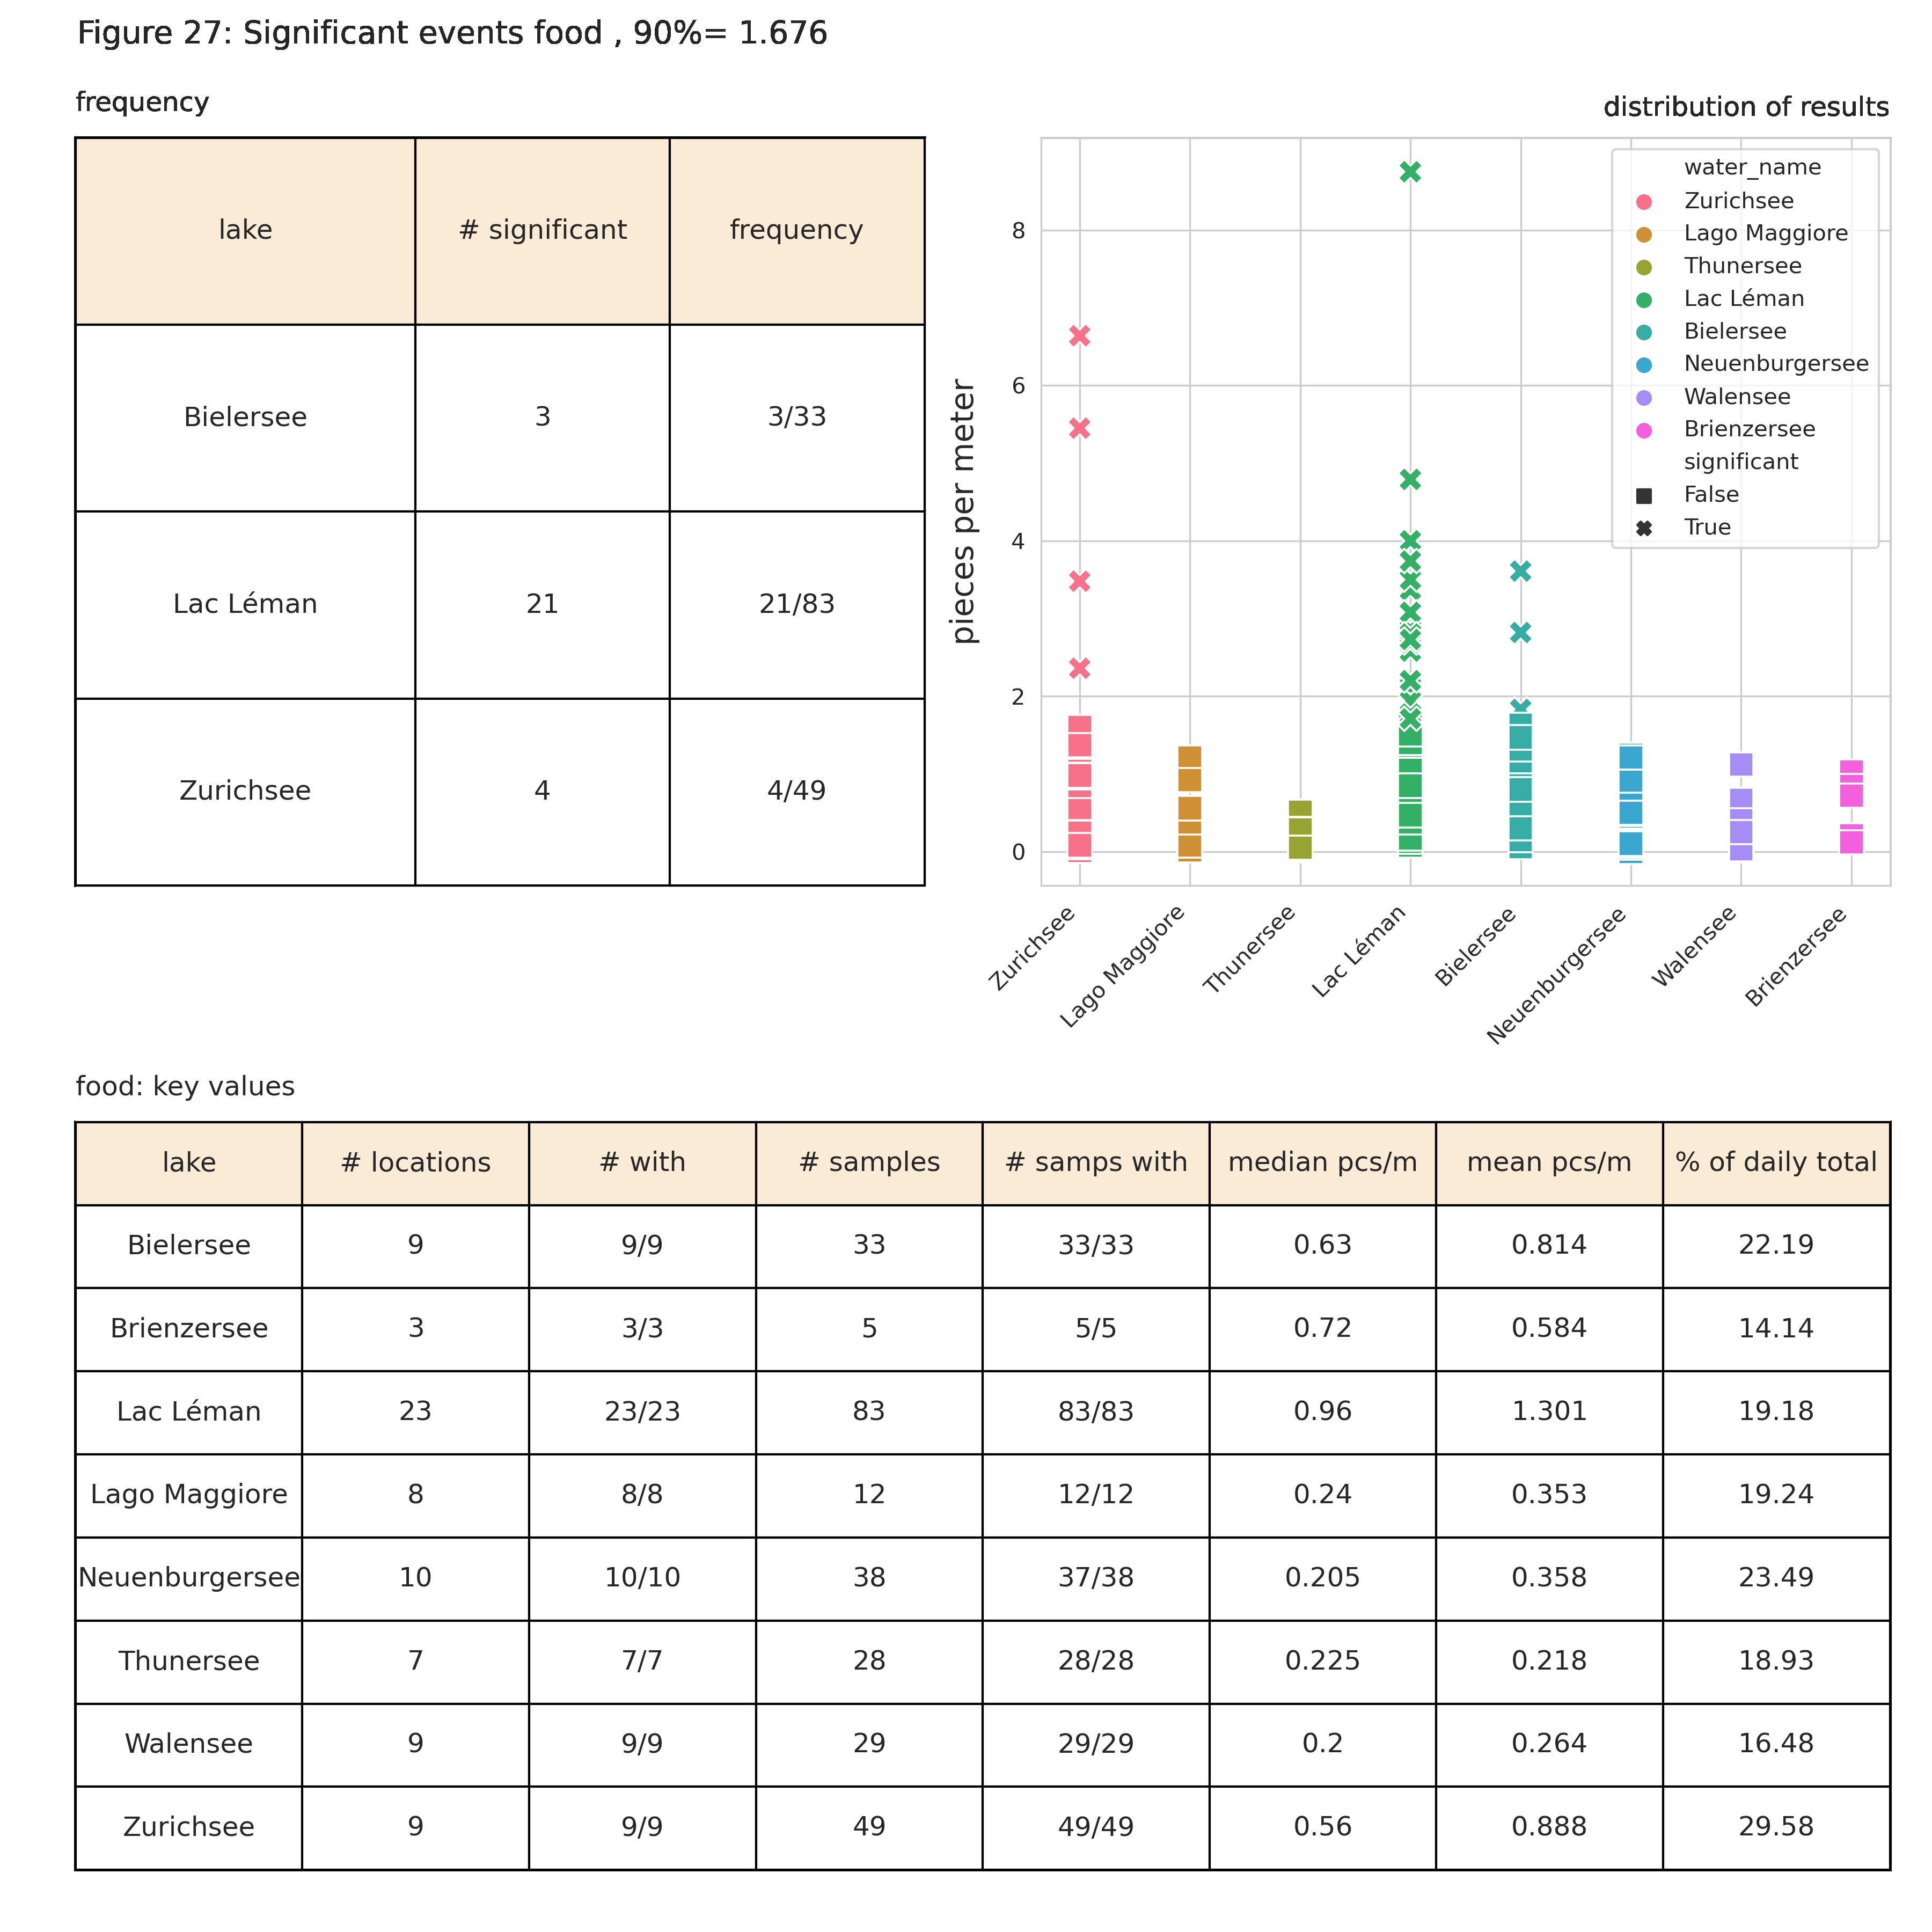 Figure 27: Significant events food , 90%= 1.676
frequency
lake # significant frequency
Bielersee 3 3/33
Lac Léman 21 21/83
Zurichsee 4 4/49
distribution of results
pieces per meter
8
6
4
2
0
water_name
Zurichsee
Lago Maggiore
Thunersee
Lac Léman
Bielersee
Neuenburgersee
Walensee
Brienzersee
significant
False
True
Zurichsee
Lago Maggiore
Thunersee
Lac Léman
Bielersee
Neuenburgersee
Walensee
Brienzersee
food: key values
lake # locations # with # samples # samps with median pcs/m mean pcs/m % of daily total
Bielersee 9 9/9 33 33/33 0.63 0.814 22.19
Brienzersee 3 3/3 5 5/5 0.72 0.584 14.14
Lac Léman 23 23/23 83 83/83 0.96 1.301 19.18
Lago Maggiore 8 8/8 12 12/12 0.24 0.353 19.24
Neuenburgersee 10 10/10 38 37/38 0.205 0.358 23.49
Thunersee 7 7/7 28 28/28 0.225 0.218 18.93
Walensee 9 9/9 29 29/29 0.2 0.264 16.48
Zurichsee 9 9/9 49 49/49 0.56 0.888 29.58